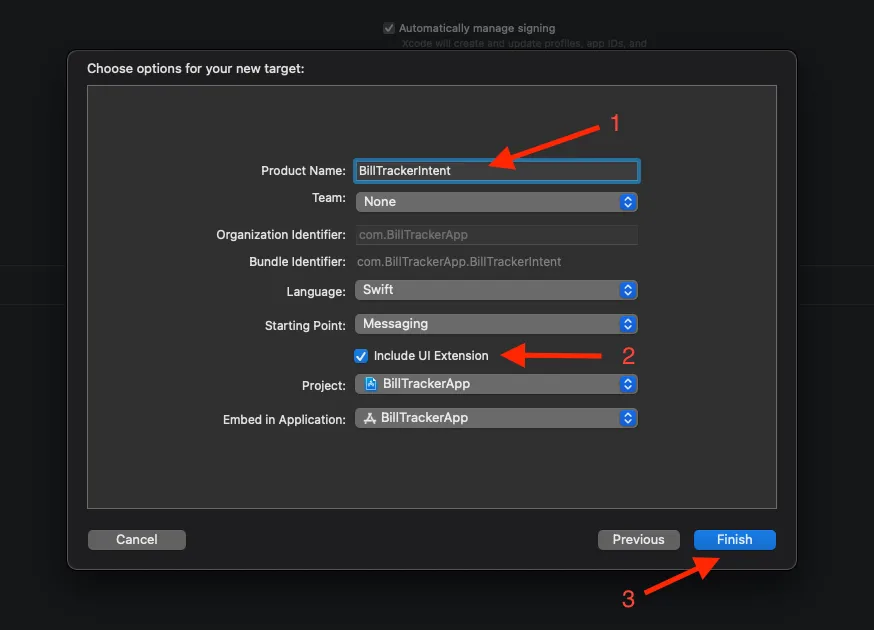 Automatically manage signing
Xcode will create and update profiles, app IDs, and
Choose options for your new target:
1
Product Name: BillTrackerIntent
Team: None
Organization Identifier: com.BillTrackerApp
Bundle Identifier: com.BillTrackerApp.BillTrackerIntent
Language: Swift
Starting Point: Messaging
Include UI Extension 2
Project: BillTrackerApp
Embed in Application: BillTrackerApp
Cancel Previous Finish
3